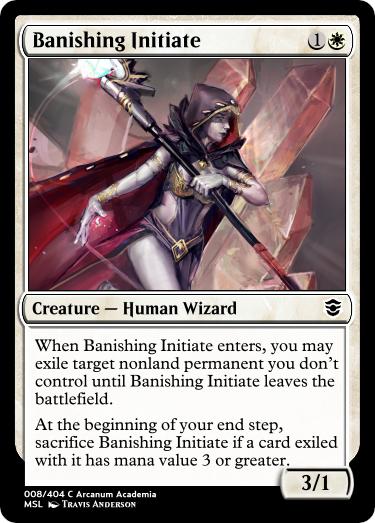 Banishing Initiate 1
Creature — Human Wizard
When Banishing Initiate enters, you may
exile target nonland permanent you don't
control until Banishing Initiate leaves the
battlefield.
At the beginning of your end step,
sacrifice Banishing Initiate if a card exiled
with it has mana value 3 or greater.
3/1
008/404 C Arcanum Academia
MSL Travis Anderson